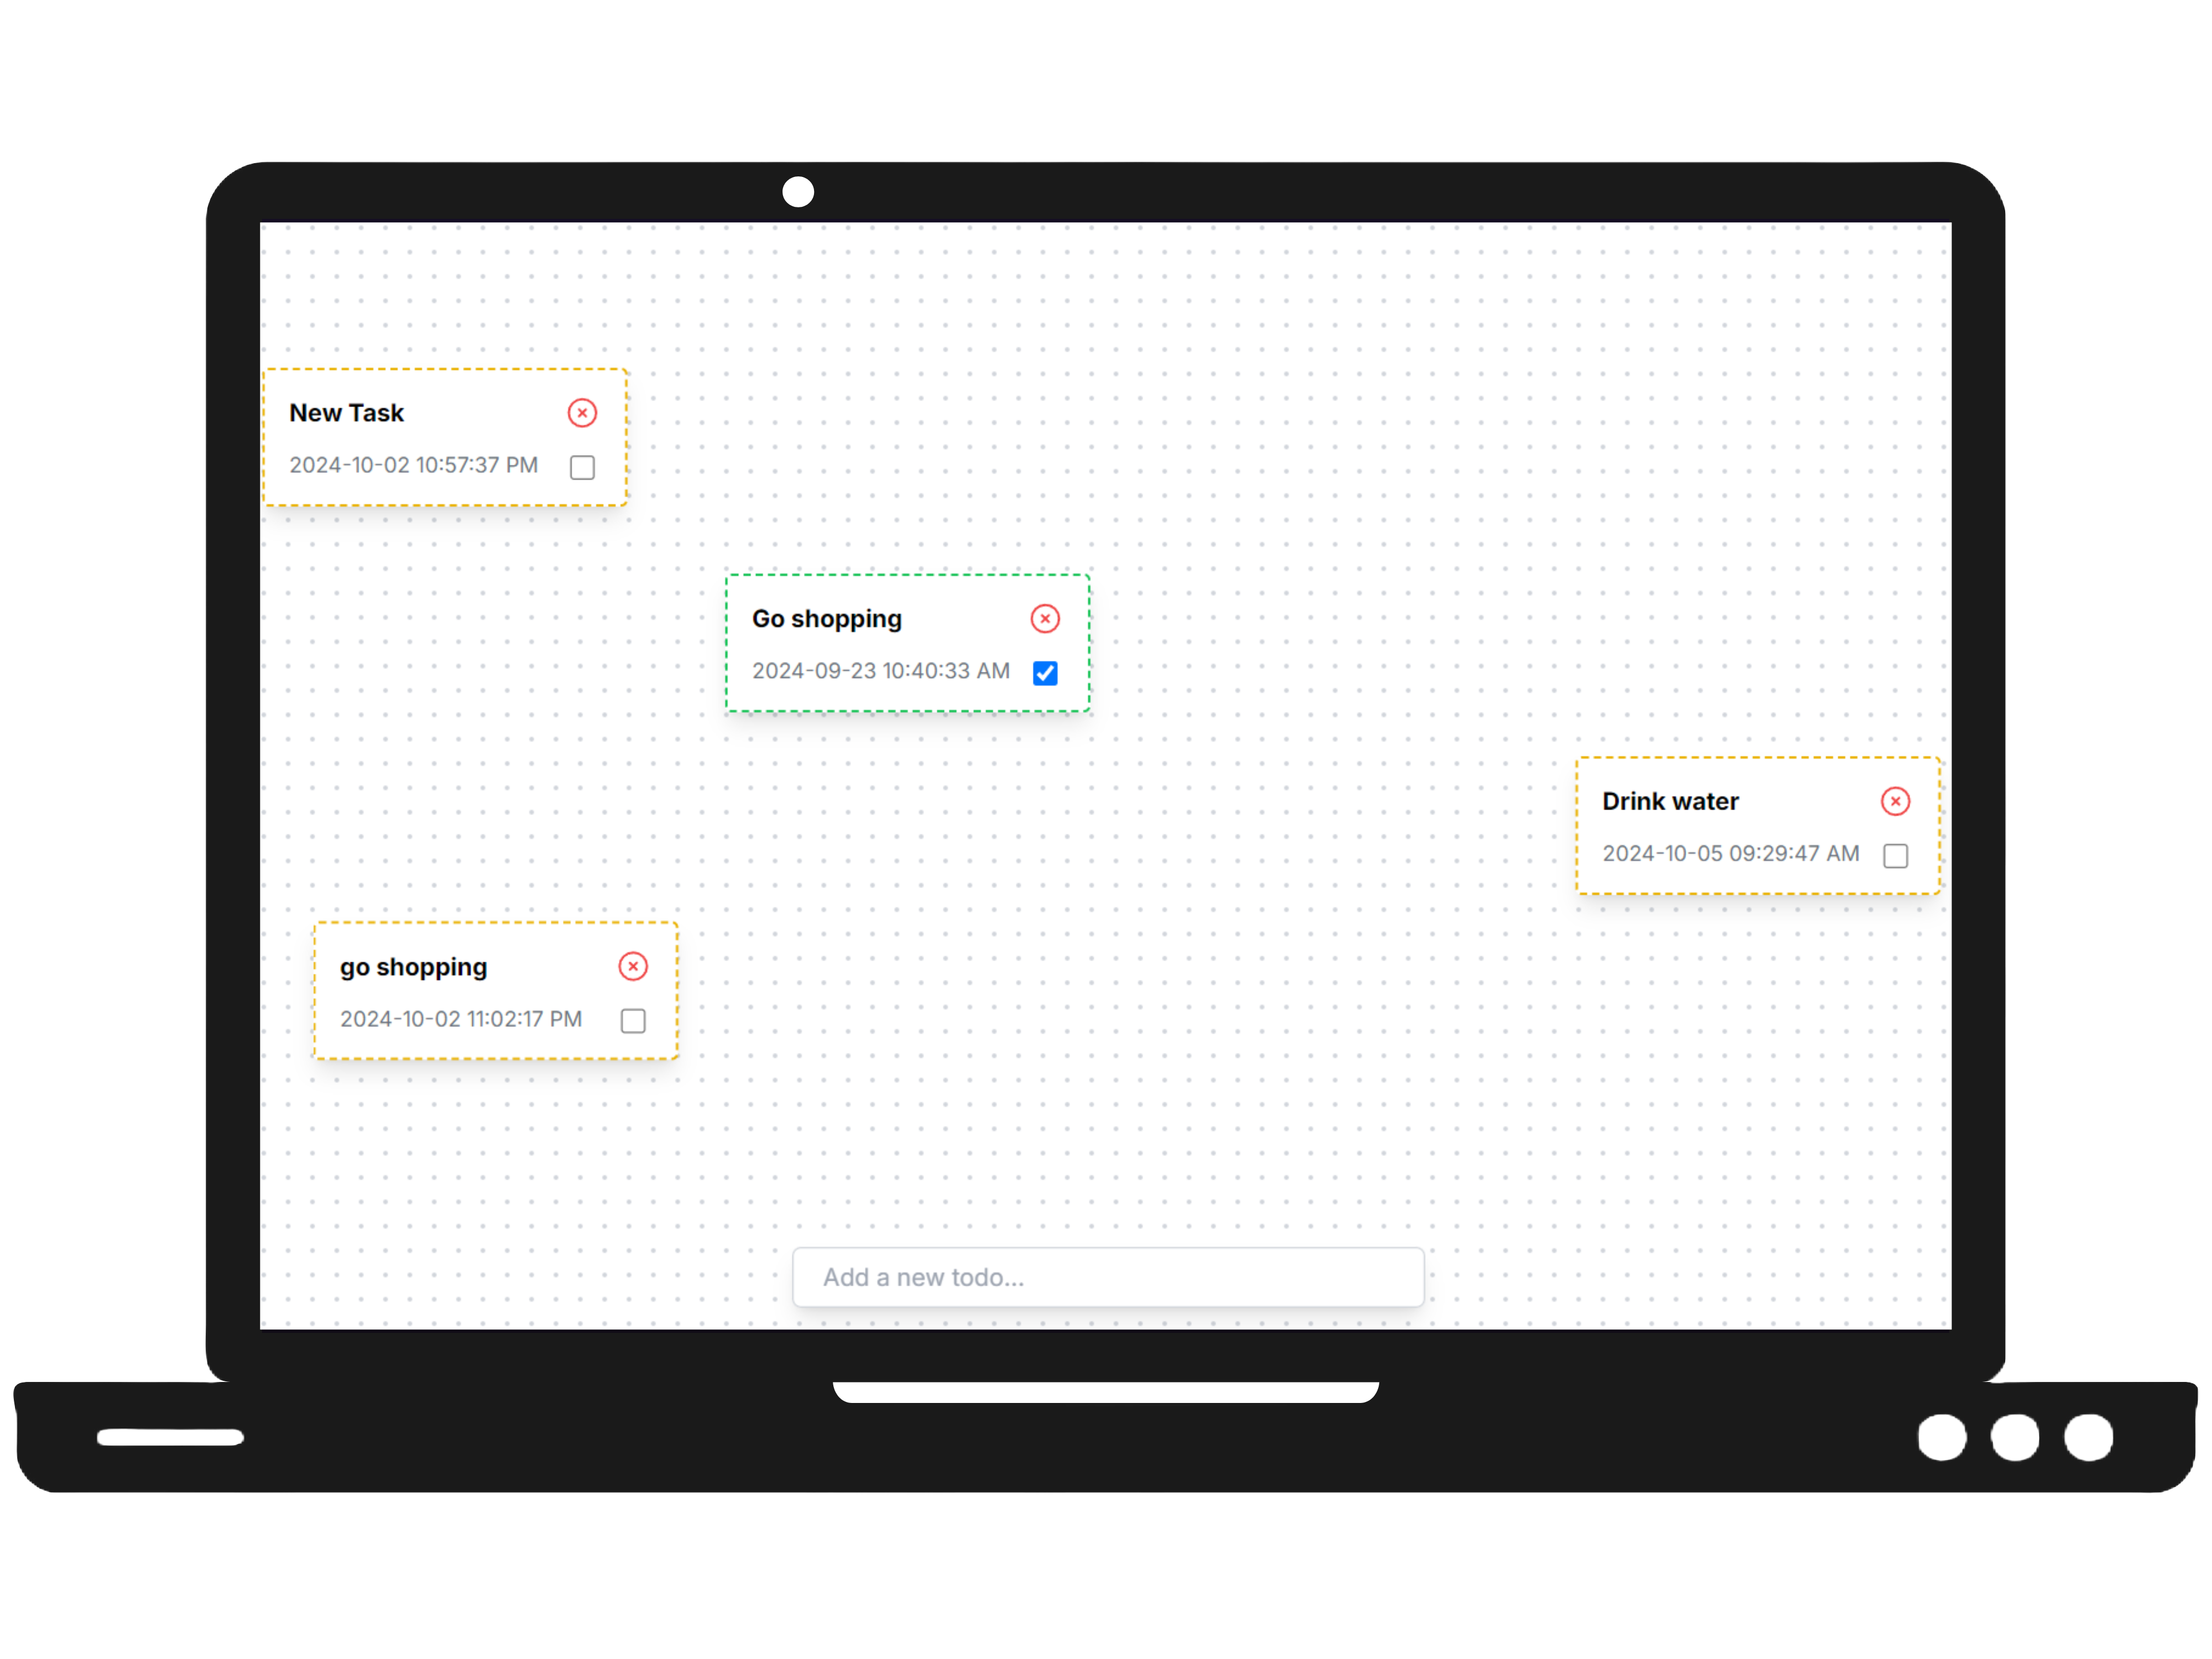 New Task
2024-10-02 10:57:37 PM
Go shopping
2024-09-23 10:40:33 AM
Drink water
2024-10-05 09:29:47 AM
go shopping
2024-10-02 11:02:17 PM
Add a new todo...